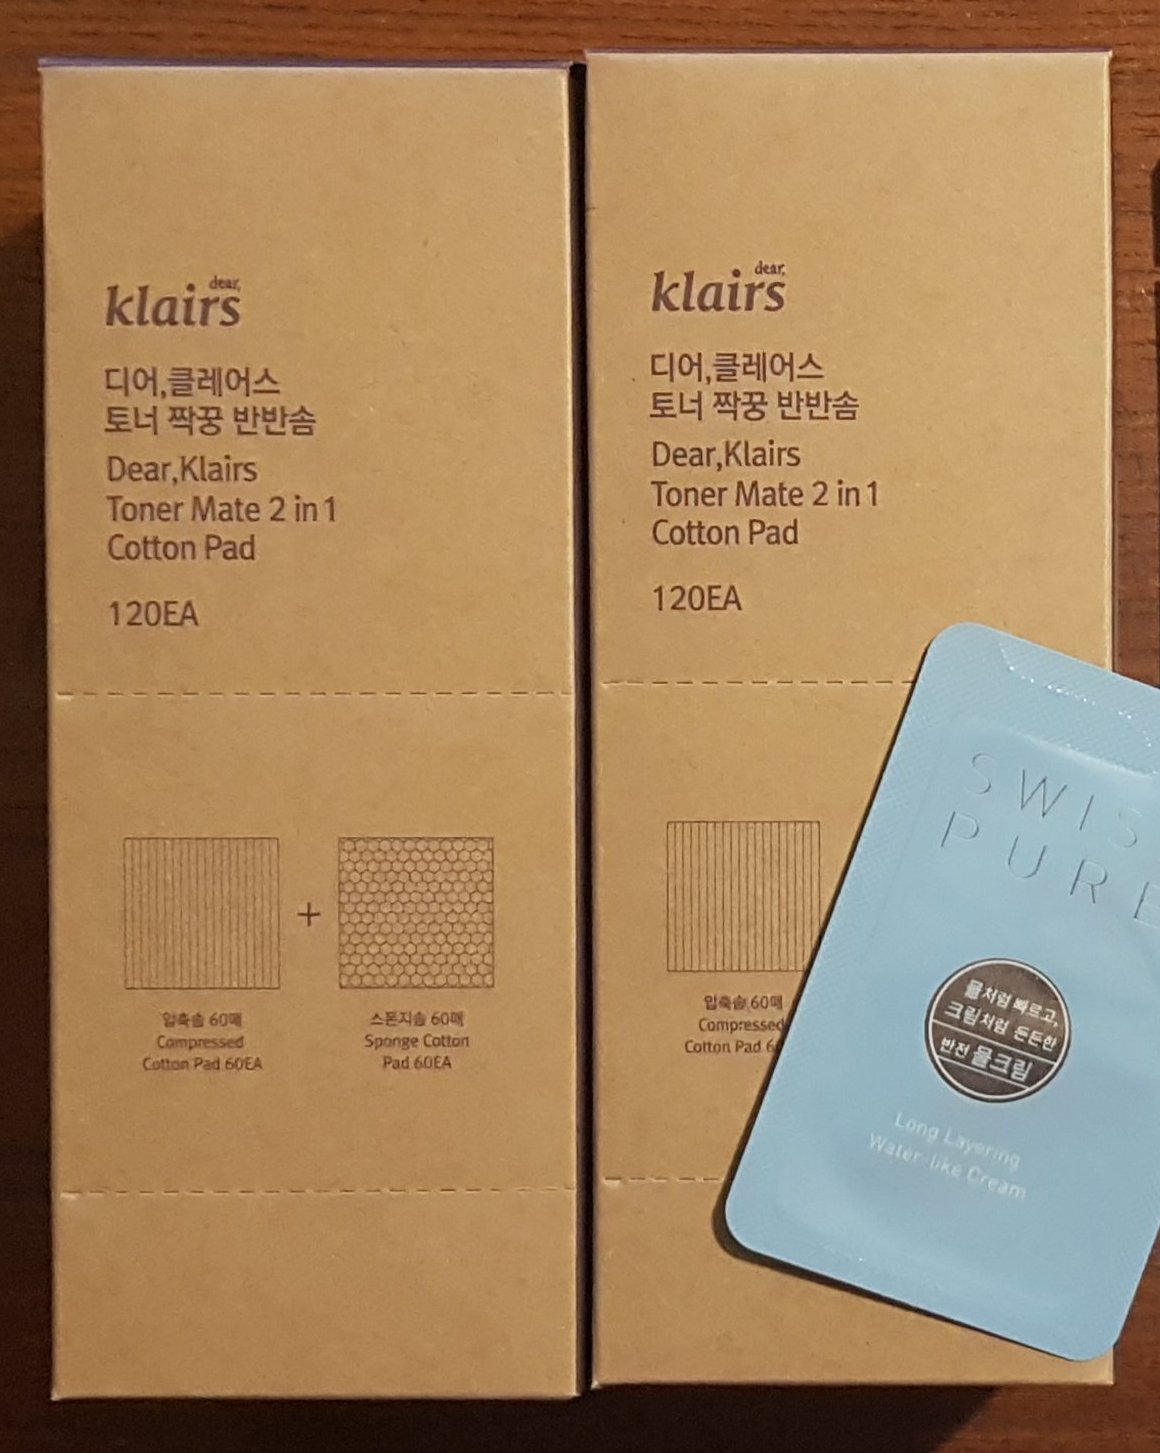 dear,
klairs
디어,클레어스
토너 짝꿍 반반솜
Dear,Klairs
Toner Mate 2 in 1
Cotton Pad
120EA
+
압축솜 60매
Compressed
Cotton Pad 60EA
스폰지솜 60매
Sponge Cotton
Pad 60EA
dear,
klairs
디어,클레어스
토너 짝꿍 반반솜
Dear,Klairs
Toner Mate 2 in 1
Cotton Pad
120EA
압축솜 60매
Compressed
Cotton Pad 6
SWIS
PURE
물처럼 빠르고,
크림처럼 든든한
반전 물크림
Long Layering
Water-like Cream